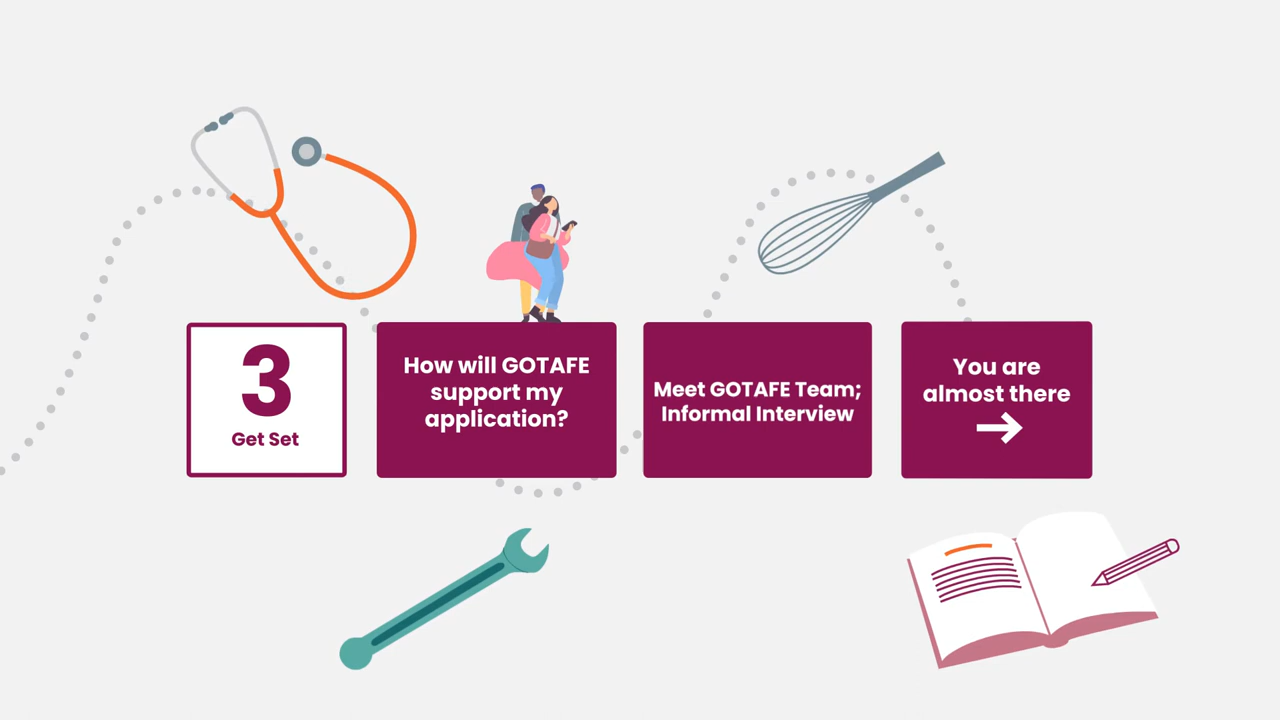 3
Get Set
How will GOTAFE
support my
application?
Meet GOTAFE Team;
Informal Interview
You are
almost there